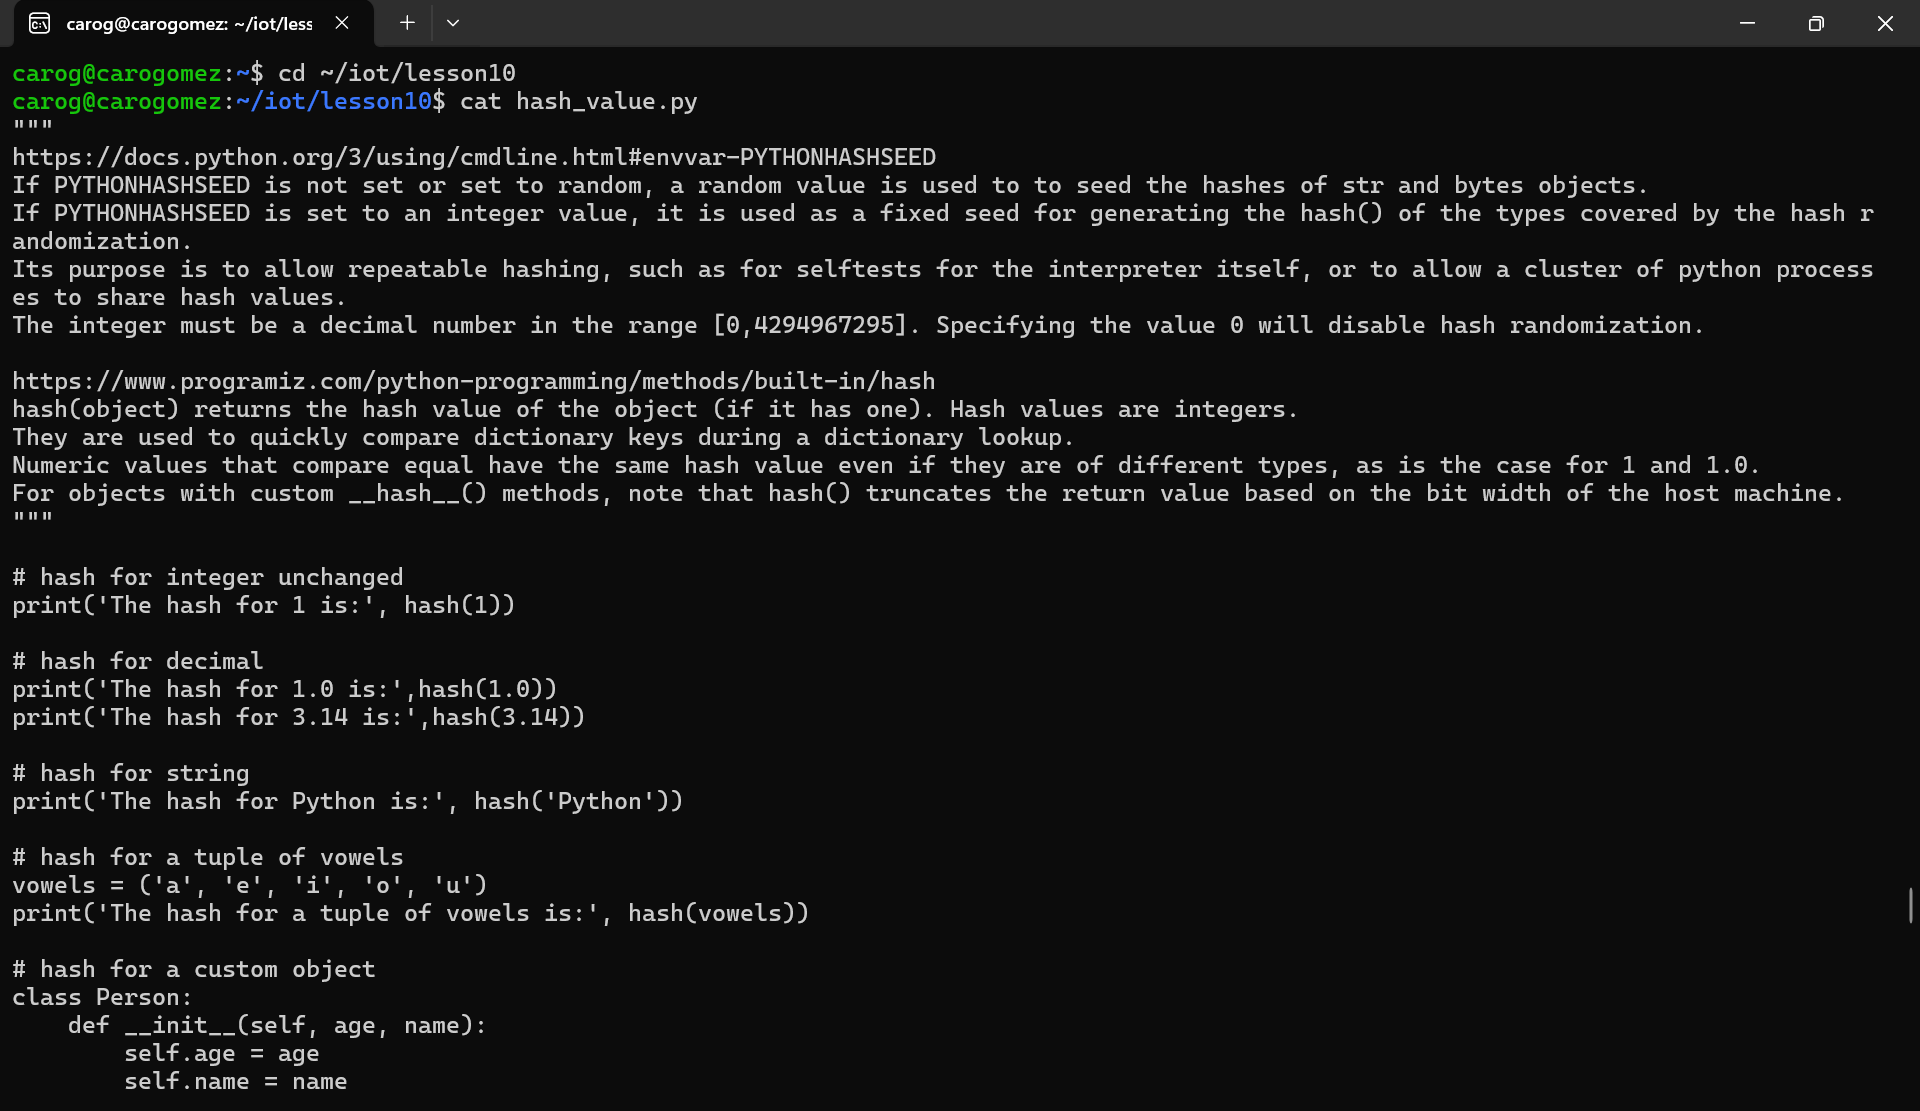 carog@carogomez: ~/iot/less
carog@carogomez:~$ cd ~/iot/lesson10
carog@carogomez:~/iot/lesson10$ cat hash_value.py
"""
https://docs.python.org/3/using/cmdline.html#envvar-PYTHONHASHSEED
If PYTHONHASHSEED is not set or set to random, a random value is used to to seed the hashes of str and bytes objects.
If PYTHONHASHSEED is set to an integer value, it is used as a fixed seed for generating the hash() of the types covered by the hash r
andomization.
Its purpose is to allow repeatable hashing, such as for selftests for the interpreter itself, or to allow a cluster of python process
es to share hash values.
The integer must be a decimal number in the range [0,4294967295]. Specifying the value 0 will disable hash randomization.

https://www.programiz.com/python-programming/methods/built-in/hash
hash(object) returns the hash value of the object (if it has one). Hash values are integers.
They are used to quickly compare dictionary keys during a dictionary lookup.
Numeric values that compare equal have the same hash value even if they are of different types, as is the case for 1 and 1.0.
For objects with custom __hash__() methods, note that hash() truncates the return value based on the bit width of the host machine.
"""

# hash for integer unchanged
print('The hash for 1 is:', hash(1))

# hash for decimal
print('The hash for 1.0 is:',hash(1.0))
print('The hash for 3.14 is:',hash(3.14))

# hash for string
print('The hash for Python is:', hash('Python'))

# hash for a tuple of vowels
vowels = ('a', 'e', 'i', 'o', 'u')
print('The hash for a tuple of vowels is:', hash(vowels))

# hash for a custom object
class Person:
    def __init__(self, age, name):
        self.age = age
        self.name = name